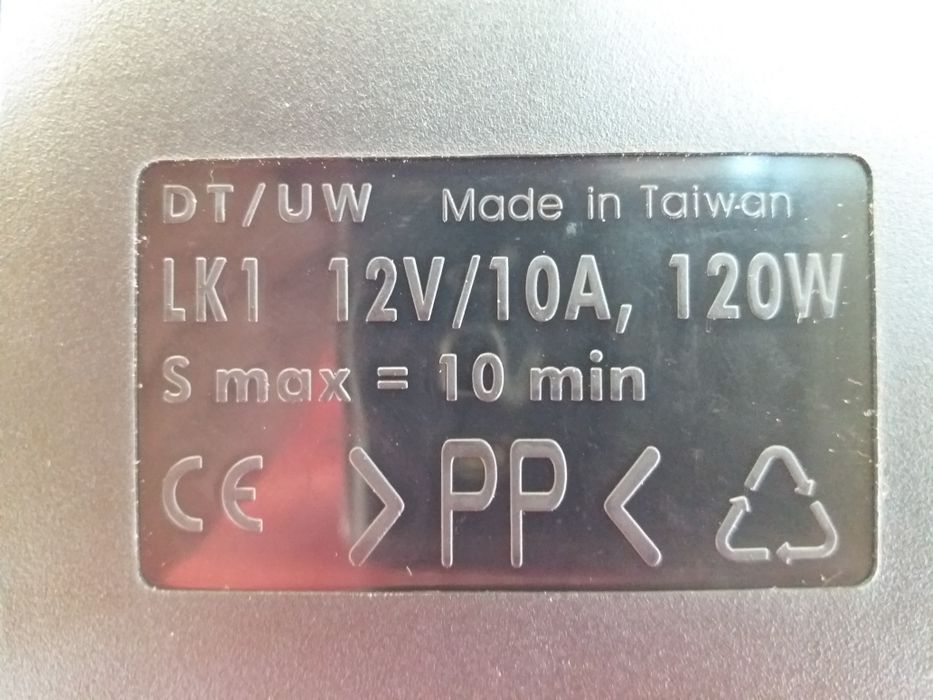 DT/UW Made in Taiwan
LK1 12V/10A, 120W
S max = 10 min
CE >PP<